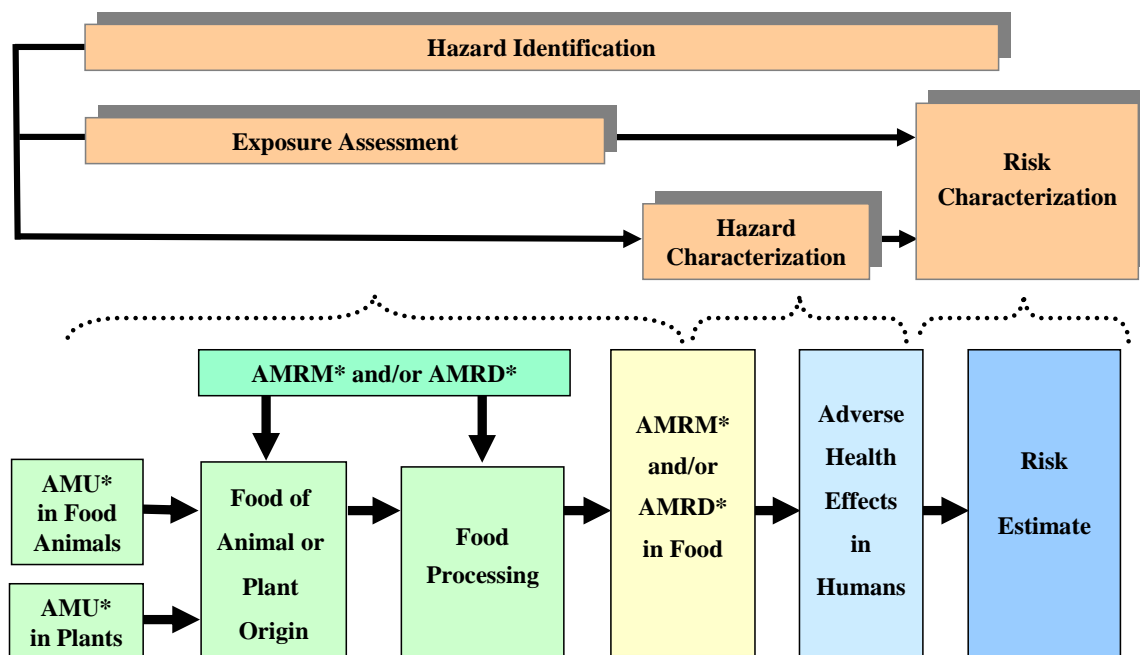 Hazard Identification
Exposure Assessment
Risk
Characterization
Hazard
Characterization
AMRM* and/or AMRD*
AMU*
in Food
Animals
AMU*
in Plants
Food of
Animal or
Plant
Origin
Food
Processing
AMRM*
and/or
AMRD*
in Food
Adverse
Health
Effects
in
Humans
Risk
Estimate